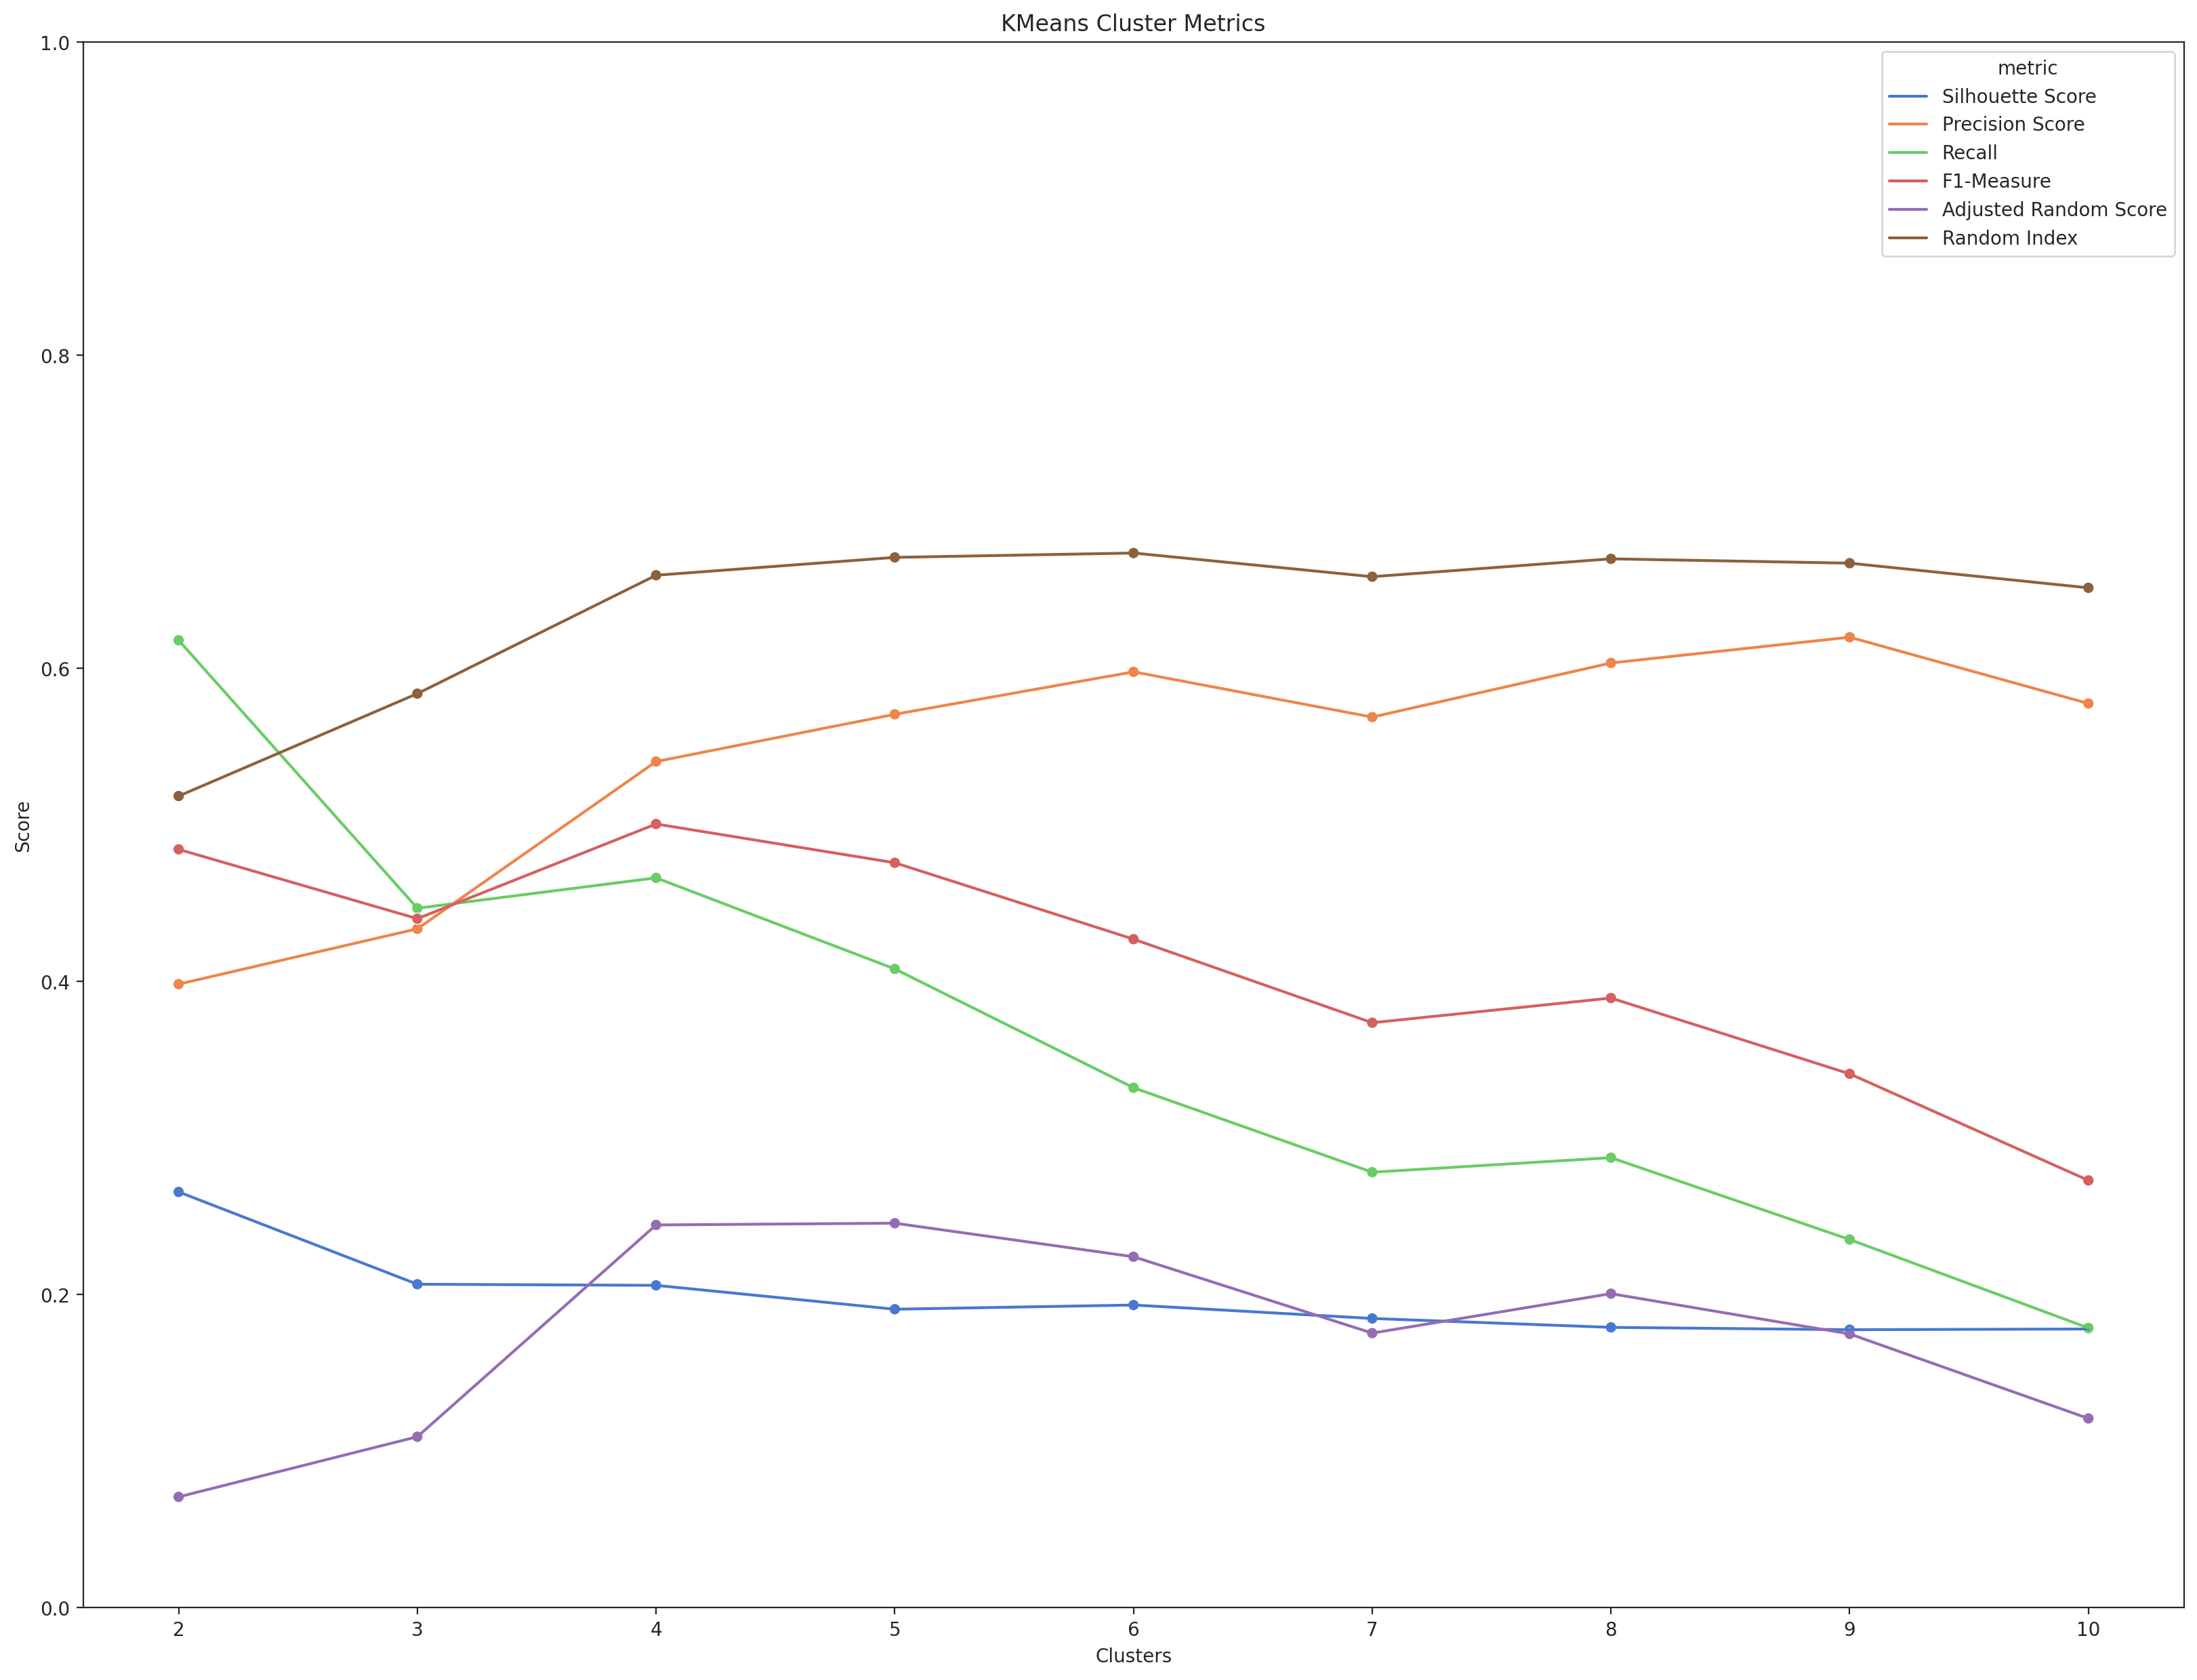 KMeans Cluster Metrics
1.0
0.8
0.6
0.4
0.2
0.0
Score
metric
Silhouette Score
Precision Score
Recall
F1-Measure
Adjusted Random Score
Random Index
2 3 4 5 6 7 8 9 10
Clusters